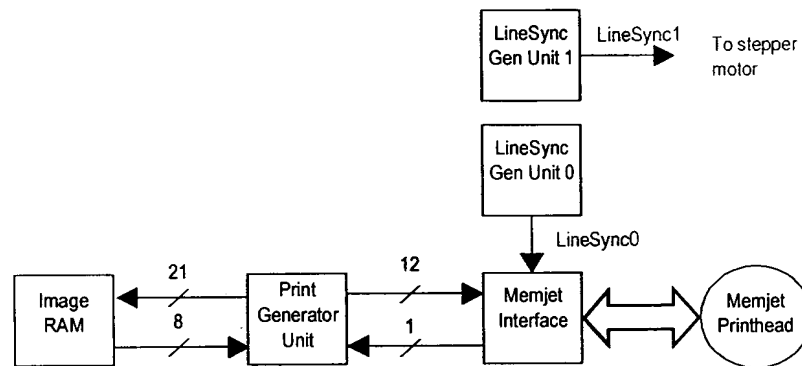 LineSync
Gen Unit 1
LineSync1
To stepper
motor
LineSync
Gen Unit 0
LineSync0
21
12
Image
RAM
8
Print
Generator
Unit
1
Memjet
Interface
Memjet
Printhead